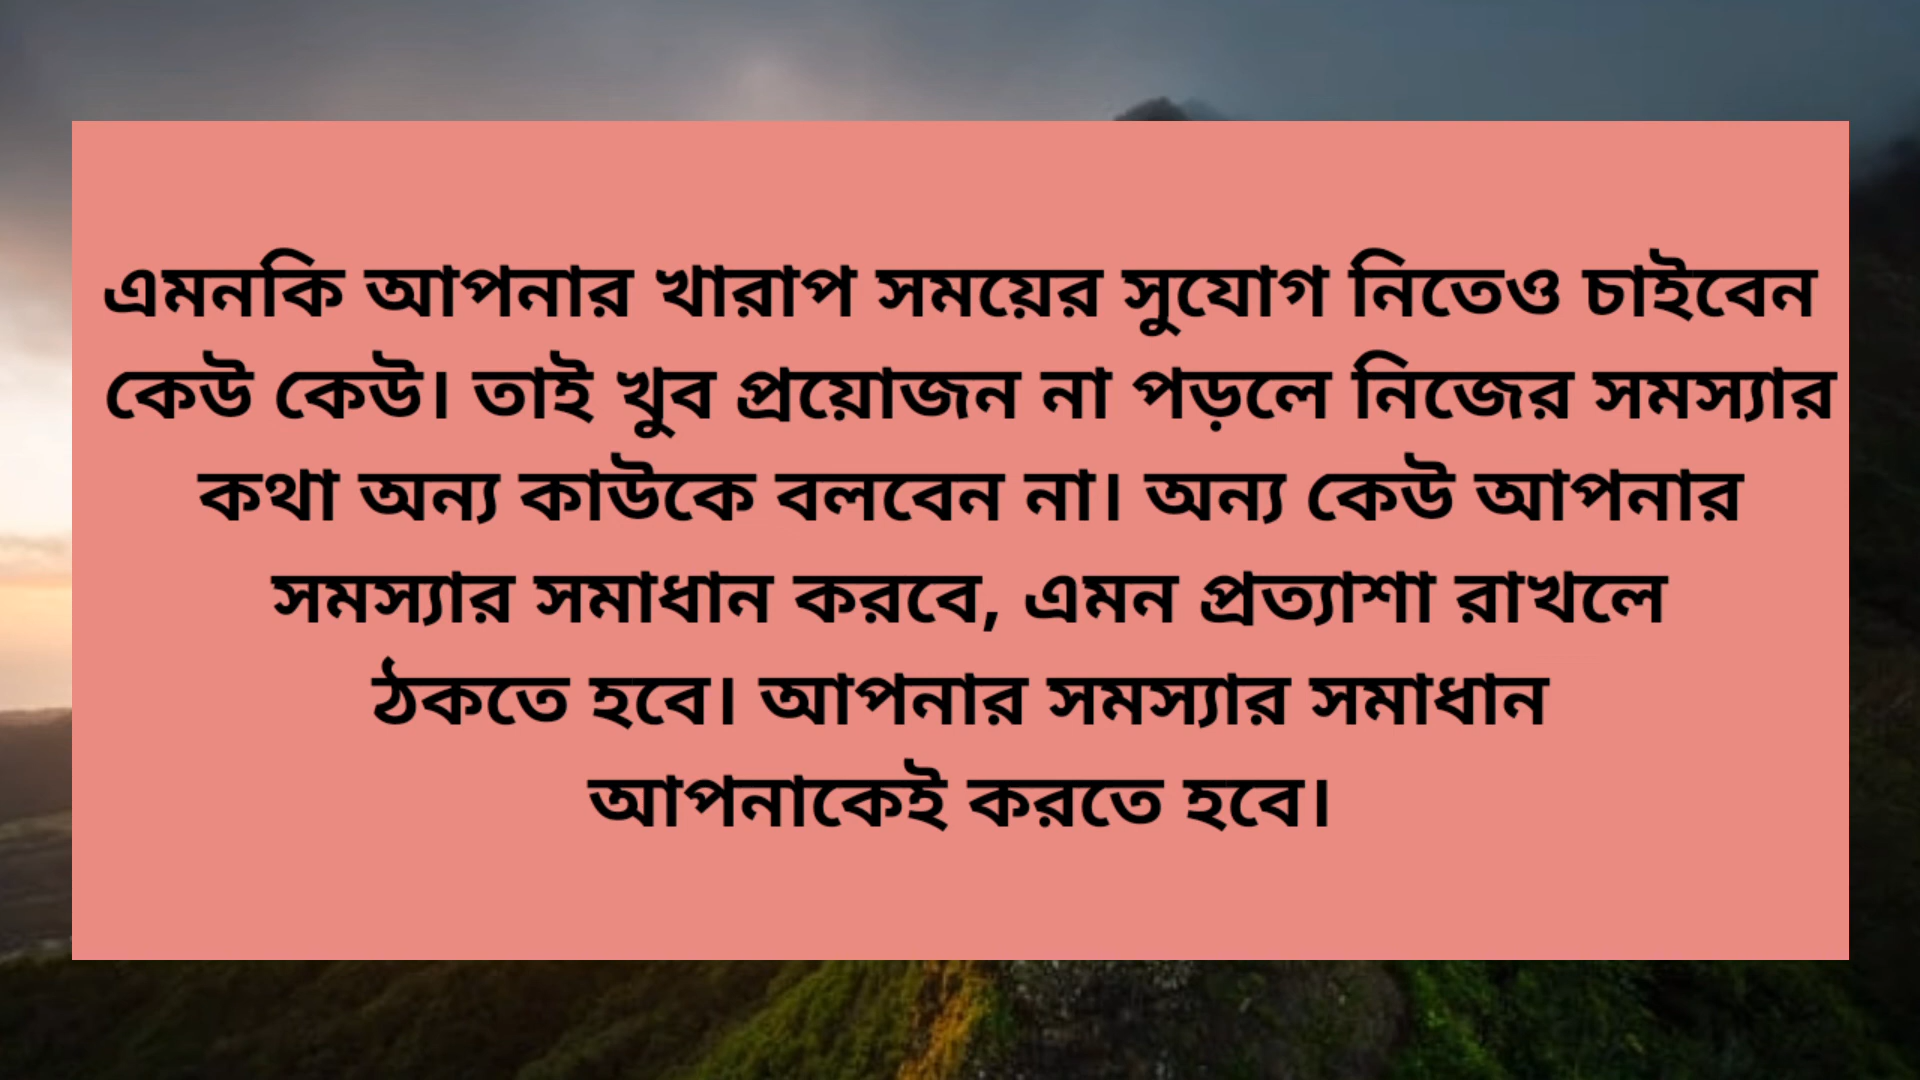 এমনকি আপনার খারাপ সময়ের সুযোগ নিতেও চাইবেন
কেউ কেউ। তাই খুব প্রয়োজন না পড়লে নিজের সমস্যার
কথা অন্য কাউকে বলবেন না। অন্য কেউ আপনার
সমস্যার সমাধান করবে, এমন প্রত্যাশা রাখলে
ঠকতে হবে। আপনার সমস্যার সমাধান
আপনাকেই করতে হবে।